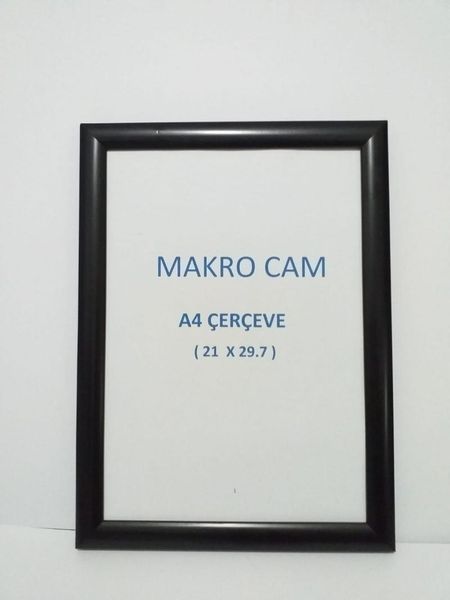 MAKRO CAM
A4 ÇERÇEVE
( 21 X 29.7 )